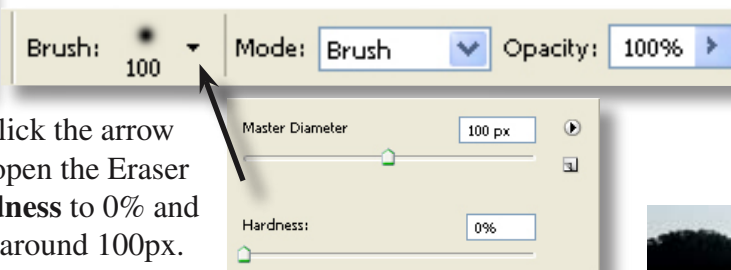 Brush: 100 Mode: Brush Opacity: 100%
lick the arrow
open the Eraser
dness to 0% and
around 100px.
Master Diameter 100 px
Hardness: 0%